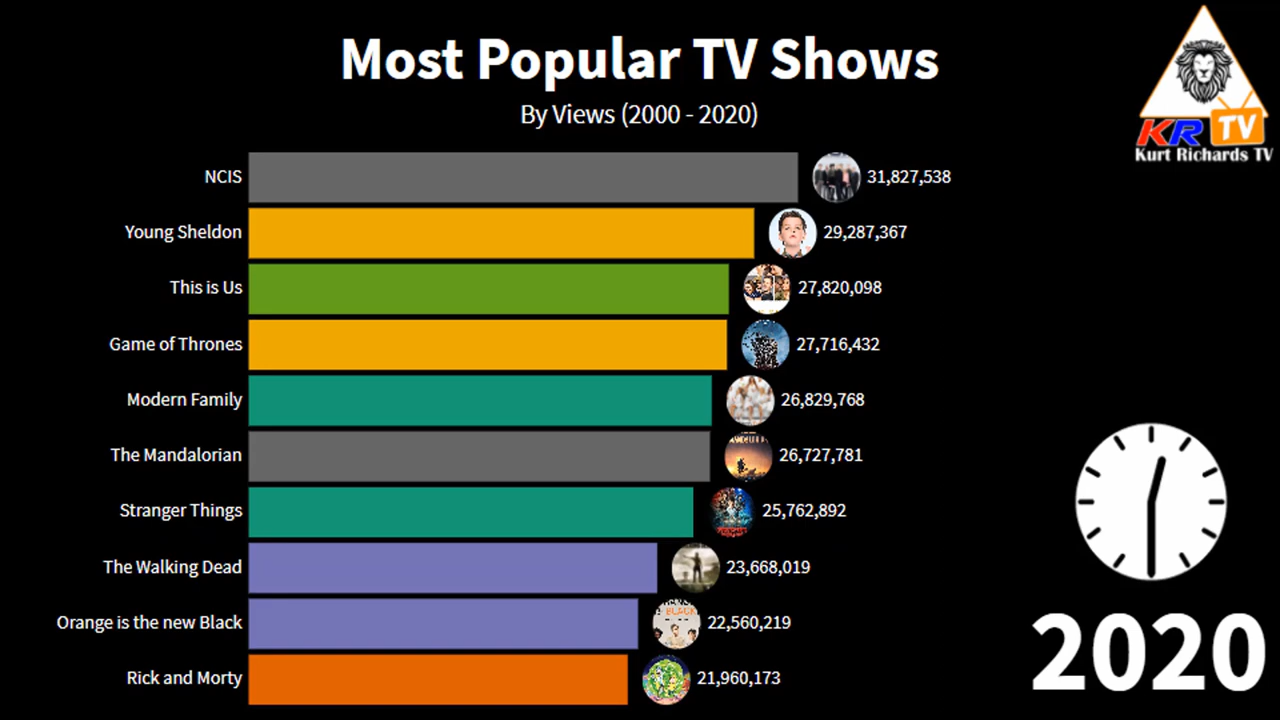 Most Popular TV Shows
By Views (2000 - 2020)
KR TV
Kurt Richards TV
NCIS 31,827,538
Young Sheldon 29,287,367
This is Us 27,820,098
Game of Thrones 27,716,432
Modern Family 26,829,768
The Mandalorian 26,727,781
Stranger Things 25,762,892
The Walking Dead 23,668,019
Orange is the new Black 22,560,219
BLACK
Rick and Morty 21,960,173
2020